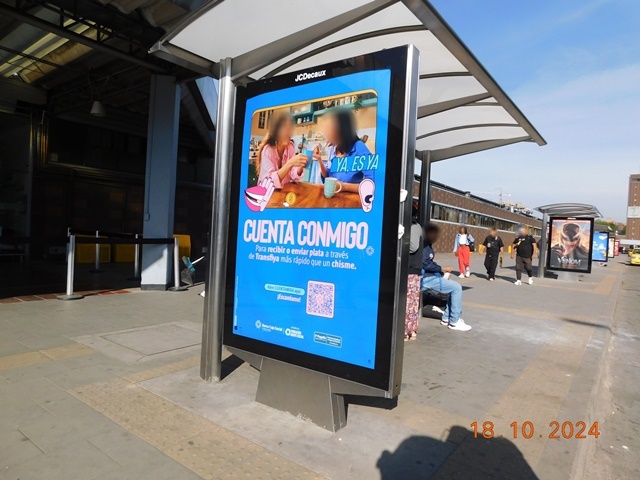 JCDecaux
YA, ES YA
CUENTA CONMIGO
Para recibir o enviar plata a través
de Transfiya más rápido que un chisme.
¡Escanéame!
18 10 2024